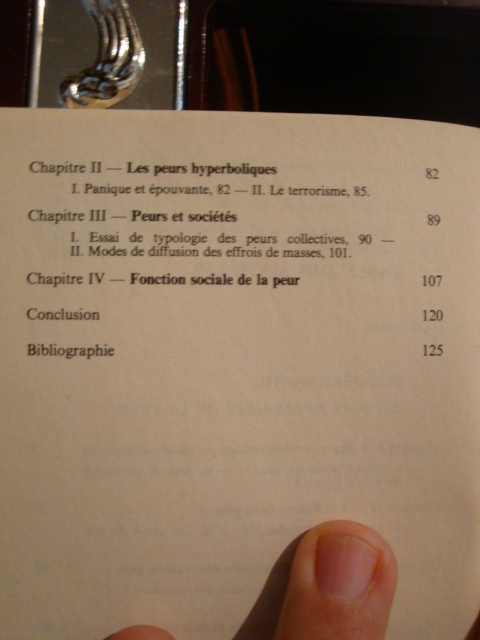 Chapitre II — Les peurs hyperboliques 82
I. Panique et épouvante, 82 — II. Le terrorisme, 85.
Chapitre III — Peurs et sociétés 89
I. Essai de typologie des peurs collectives, 90 —
II. Modes de diffusion des effrois de masses, 101.
Chapitre IV — Fonction sociale de la peur 107
Conclusion 120
Bibliographie 125